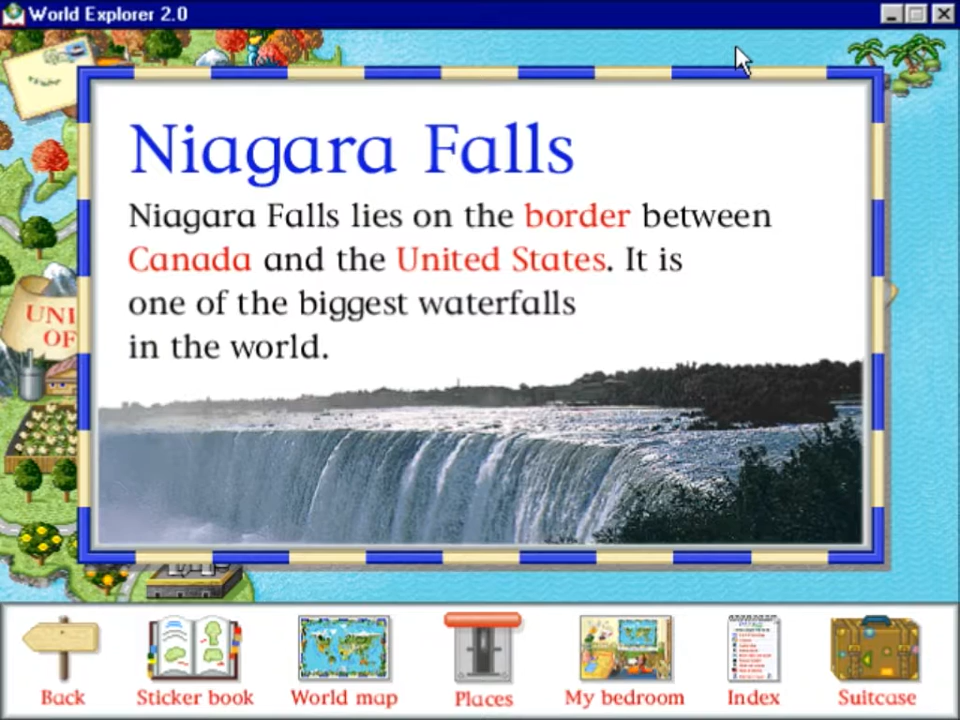 World Explorer 2.0
Niagara Falls
Niagara Falls lies on the border between
Canada and the United States. It is
one of the biggest waterfalls
in the world.
UNI
OF
Back
Sticker book
World map
Places
My bedroom
Index
Suitcase